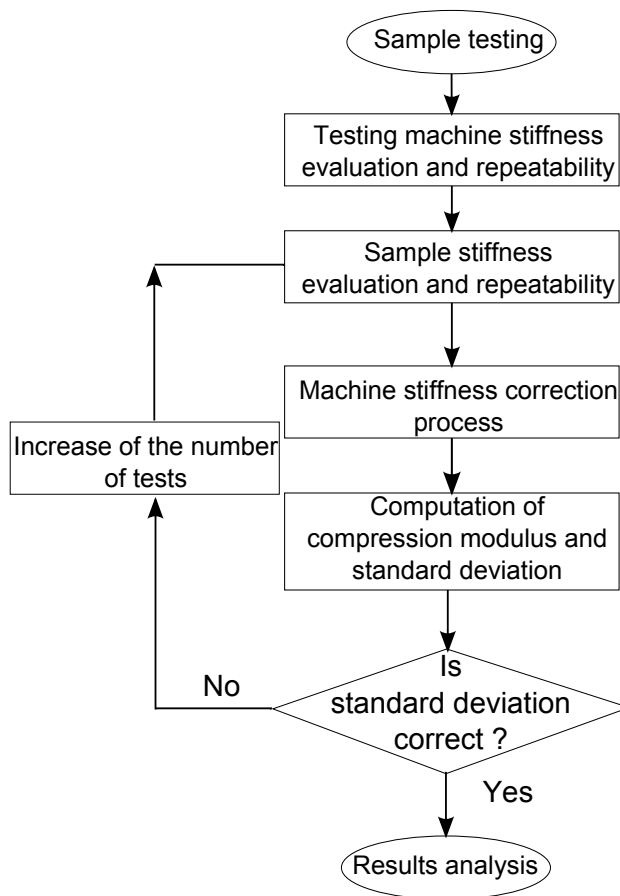 Sample testing
Testing machine stiffness
evaluation and repeatability
Sample stiffness
evaluation and repeatability
Machine stiffness correction
process
Increase of the number
of tests
Computation of
compression modulus and
standard deviation
Is
standard deviation
correct ?
No
Yes
Results analysis